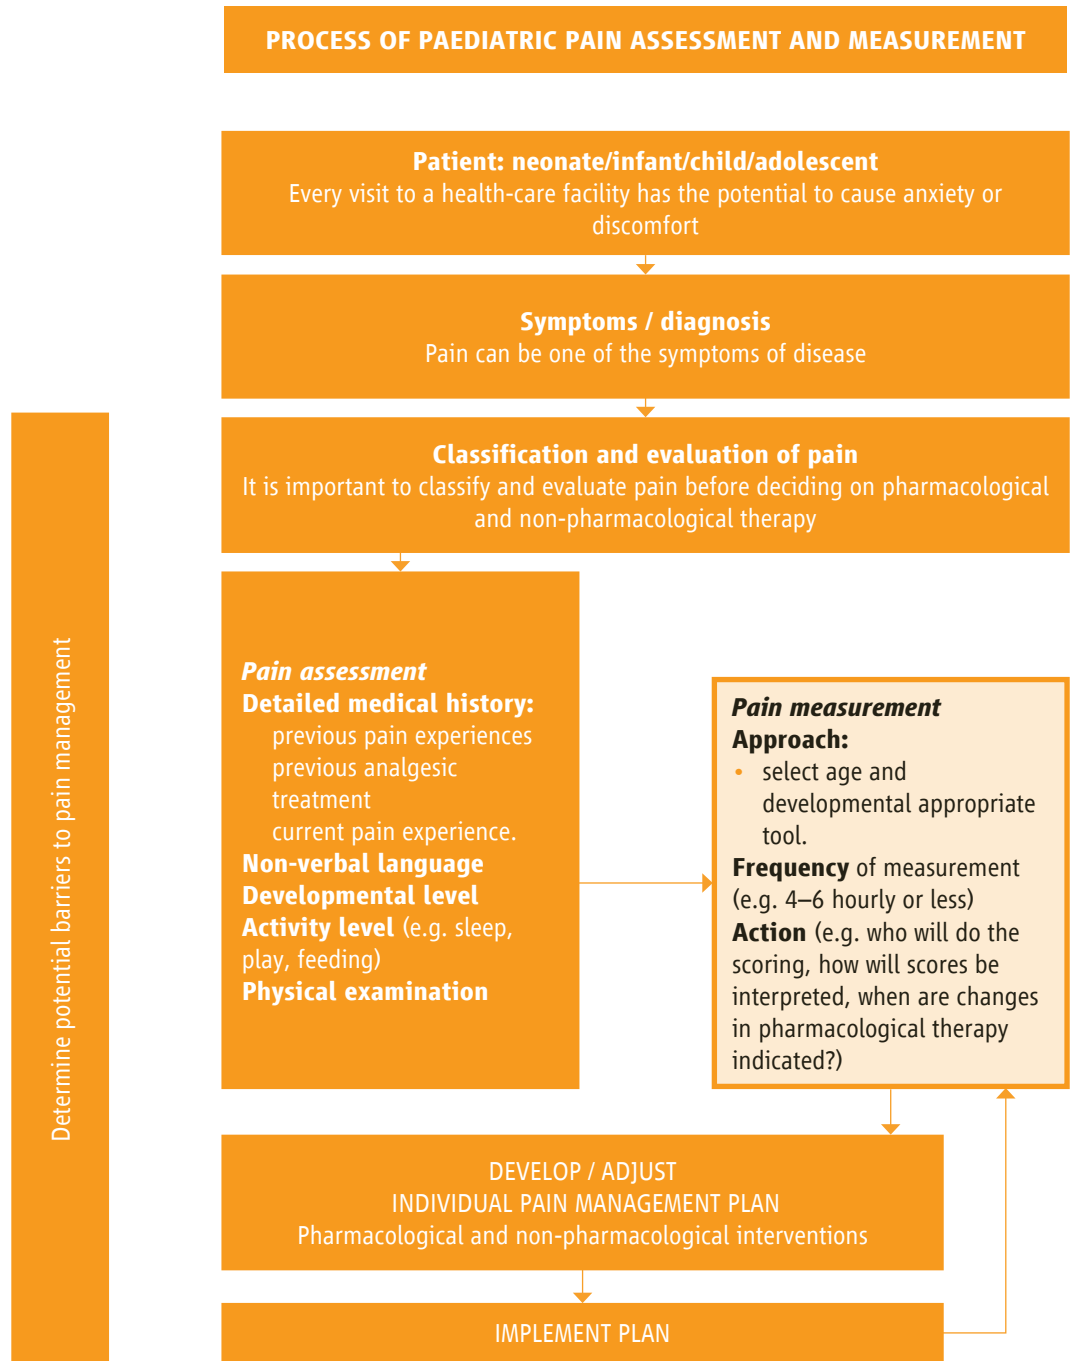 PROCESS OF PAEDIATRIC PAIN ASSESSMENT AND MEASUREMENT
Patient: neonate/infant/child/adolescent
Every visit to a health-care facility has the potential to cause anxiety or
discomfort
Symptoms / diagnosis
Pain can be one of the symptoms of disease
Classification and evaluation of pain
It is important to classify and evaluate pain before deciding on pharmacological
and non-pharmacological therapy
Determine potential barriers to pain management
Pain assessment
Detailed medical history:
previous pain experiences
previous analgesic
treatment
current pain experience.
Non-verbal language
Developmental level
Activity level (e.g. sleep,
play, feeding)
Physical examination
Pain measurement
Approach:
• select age and
developmental appropriate
tool.
Frequency of measurement
(e.g. 4–6 hourly or less)
Action (e.g. who will do the
scoring, how will scores be
interpreted, when are changes
in pharmacological therapy
indicated?)
DEVELOP / ADJUST
INDIVIDUAL PAIN MANAGEMENT PLAN
Pharmacological and non-pharmacological interventions
IMPLEMENT PLAN